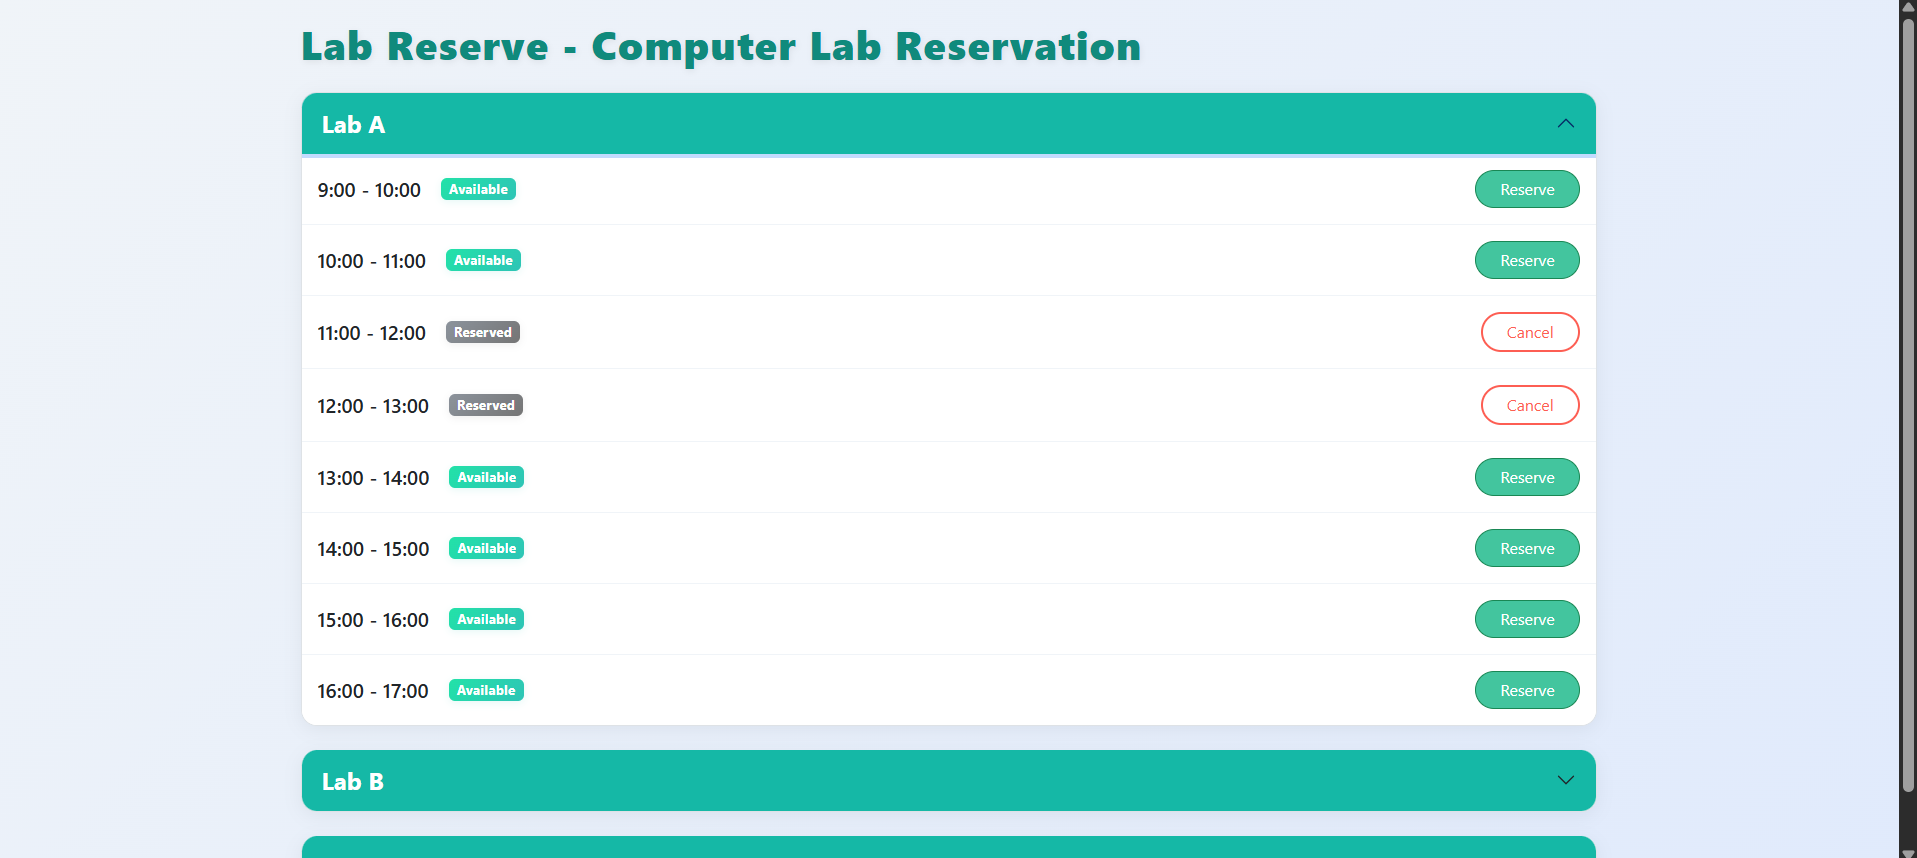 Lab Reserve - Computer Lab Reservation
Lab A
9:00 - 10:00 Available Reserve
10:00 - 11:00 Available Reserve
11:00 - 12:00 Reserved Cancel
12:00 - 13:00 Reserved Cancel
13:00 - 14:00 Available Reserve
14:00 - 15:00 Available Reserve
15:00 - 16:00 Available Reserve
16:00 - 17:00 Available Reserve
Lab B